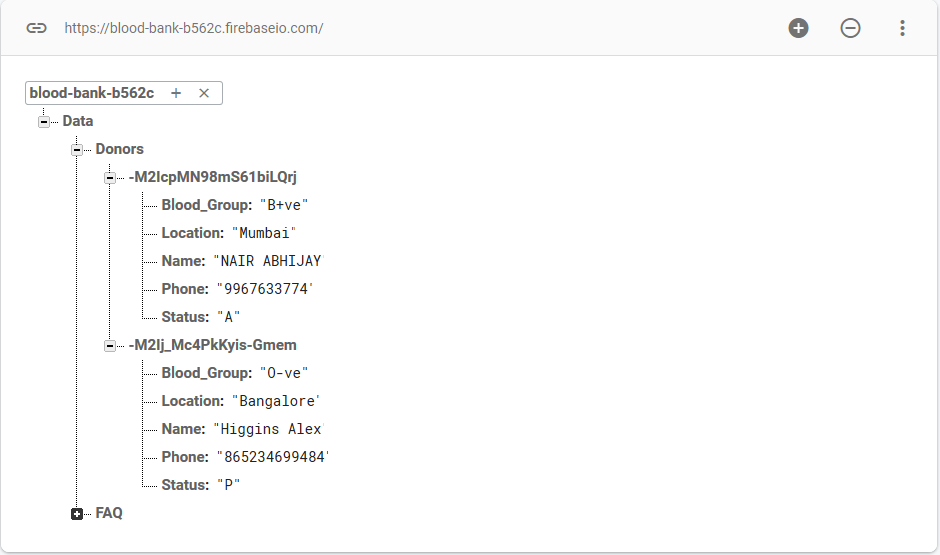 https://blood-bank-b562c.firebaseio.com/
blood-bank-b562c + ×
Data
Donors
-M2IcpMN98mS61biLQrj
Blood_Group: "B+ve"
Location: "Mumbai"
Name: "NAIR ABHIJAY"
Phone: "9967633774"
Status: "A"
-M2Ij_Mc4PkKyis-Gmem
Blood_Group: "O-ve"
Location: "Bangalore"
Name: "Higgins Alex"
Phone: "865234699484"
Status: "P"
FAQ